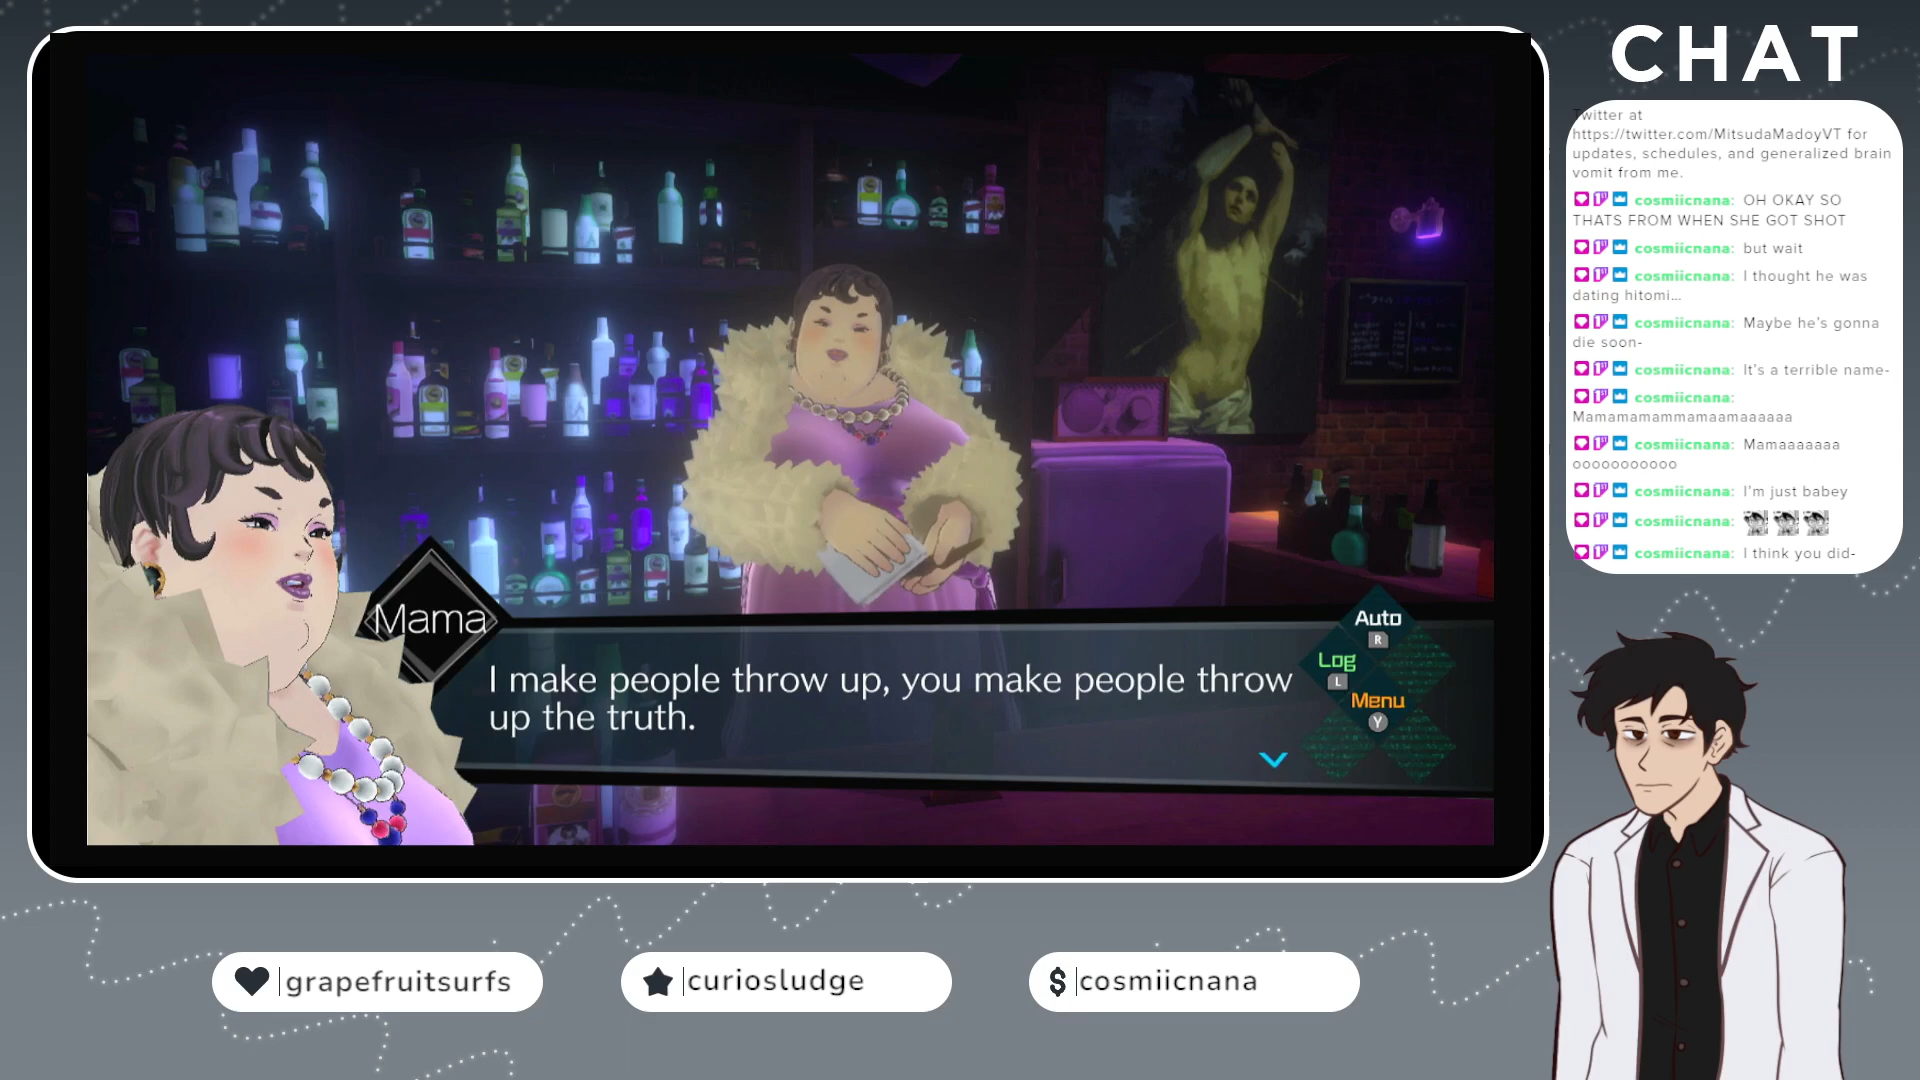 CHAT
Twitter at
https://twitter.com/MitsudaMadoyVT for
updates, schedules, and generalized brain
vomit from me.
cosmiicnana: OH OKAY SO
THATS FROM WHEN SHE GOT SHOT
cosmiicnana: but wait
cosmiicnana: I thought he was
dating hitomi...
cosmiicnana: Maybe he's gonna
die soon-
cosmiicnana: It's a terrible name-
cosmiicnana:
Mamamamammamaamaaaaaa
cosmiicnana: Mamaaaaaaa
ooooooooooo
cosmiicnana: I'm just babey
cosmiicnana:
cosmiicnana: I think you did-
Mama
I make people throw up, you make people throw
up the truth.
Auto
R
Log
L
Menu
Y
grapefruitsurfs
curiosludge
$ cosmiicnana